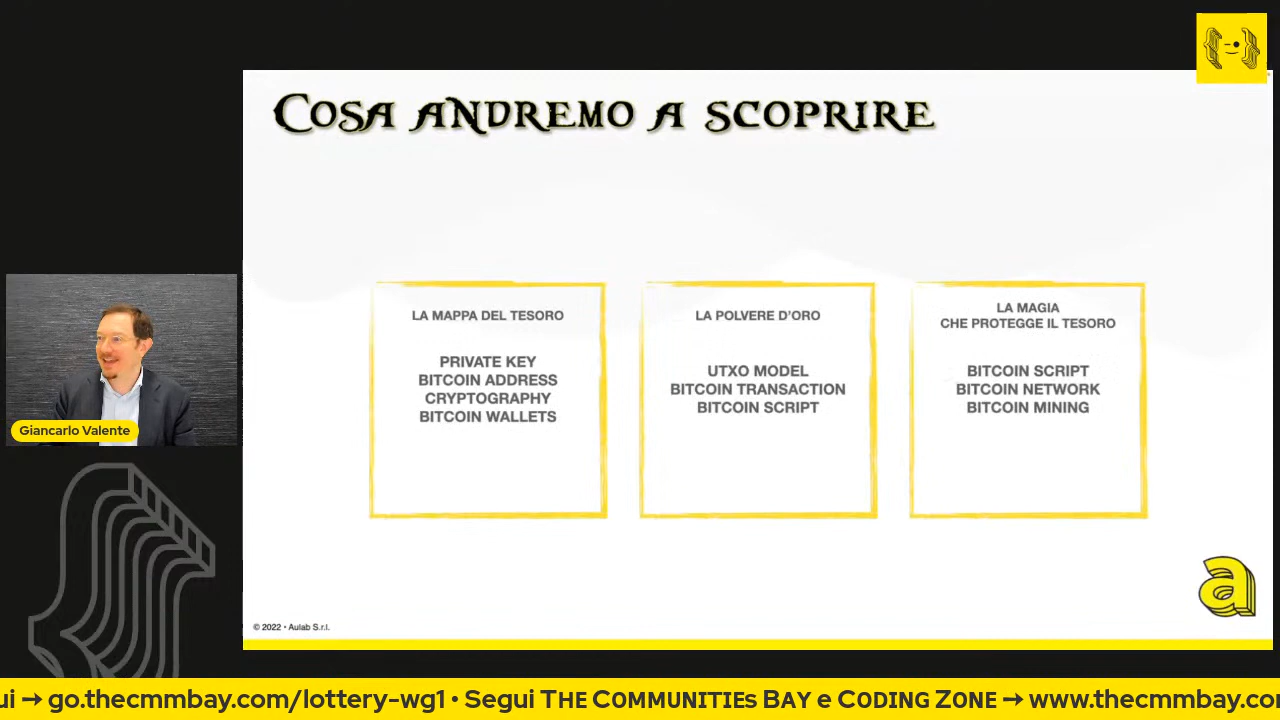 Cosa andremo a scoprire
LA MAPPA DEL TESORO
PRIVATE KEY
BITCOIN ADDRESS
CRYPTOGRAPHY
BITCOIN WALLETS
LA POLVERE D'ORO
UTXO MODEL
BITCOIN TRANSACTION
BITCOIN SCRIPT
LA MAGIA
CHE PROTEGGE IL TESORO
BITCOIN SCRIPT
BITCOIN NETWORK
BITCOIN MINING
Giancarlo Valente
a
© 2022 • Aulab S.r.l.
ui → go.thecmmbay.com/lottery-wg1 • Segui THE COMMUNITIEs BAY e CODING ZONE → www.thecmmbay.co